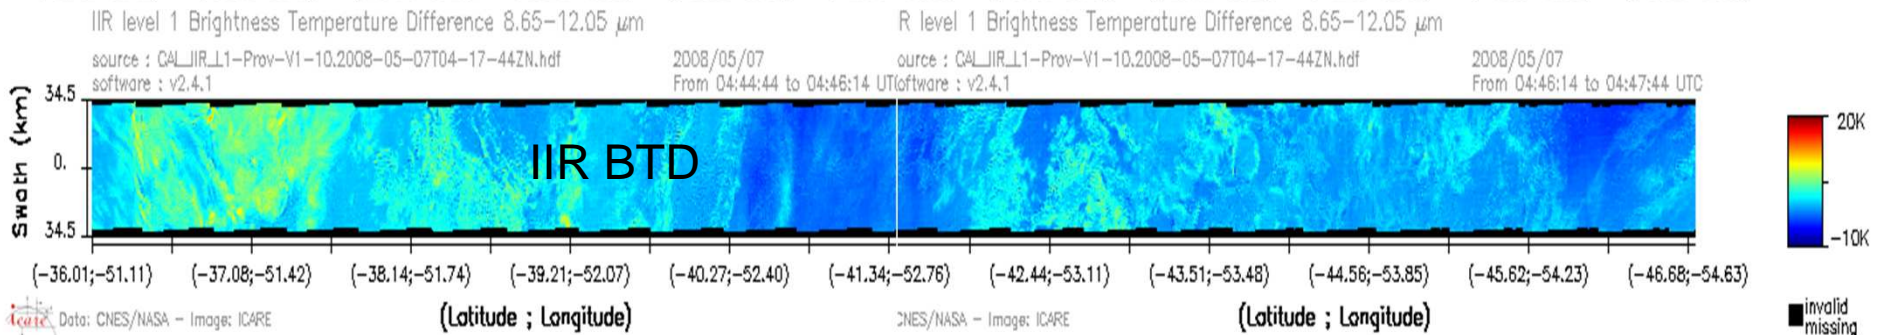 IIR level 1 Brightness Temperature Difference 8.65-12.05 μm
R level 1 Brightness Temperature Difference 8.65-12.05 μm
source : CAL_IIR_L1-Prov-V1-10.2008-05-07T04-17-44ZN.hdf
2008/05/07
ource : CAL_IIR_L1-Prov-V1-10.2008-05-07T04-17-44ZN.hdf
2008/05/07
software : v2.4.1
From 04:44:44 to 04:46:14 UT
oftware : v2.4.1
From 04:46:14 to 04:47:44 UTC
Swath (km)
34.5
0.
34.5
IIR BTD
20K
-10K
(-36.01;-51.11) (-37.08;-51.42) (-38.14;-51.74) (-39.21;-52.07) (-40.27;-52.40) (-41.34;-52.76) (-42.44;-53.11) (-43.51;-53.48) (-44.56;-53.85) (-45.62;-54.23) (-46.68;-54.63)
icare Data: CNES/NASA - Image: ICARE
(Latitude ; Longitude)
CNES/NASA - Image: ICARE
(Latitude ; Longitude)
invalid
missing